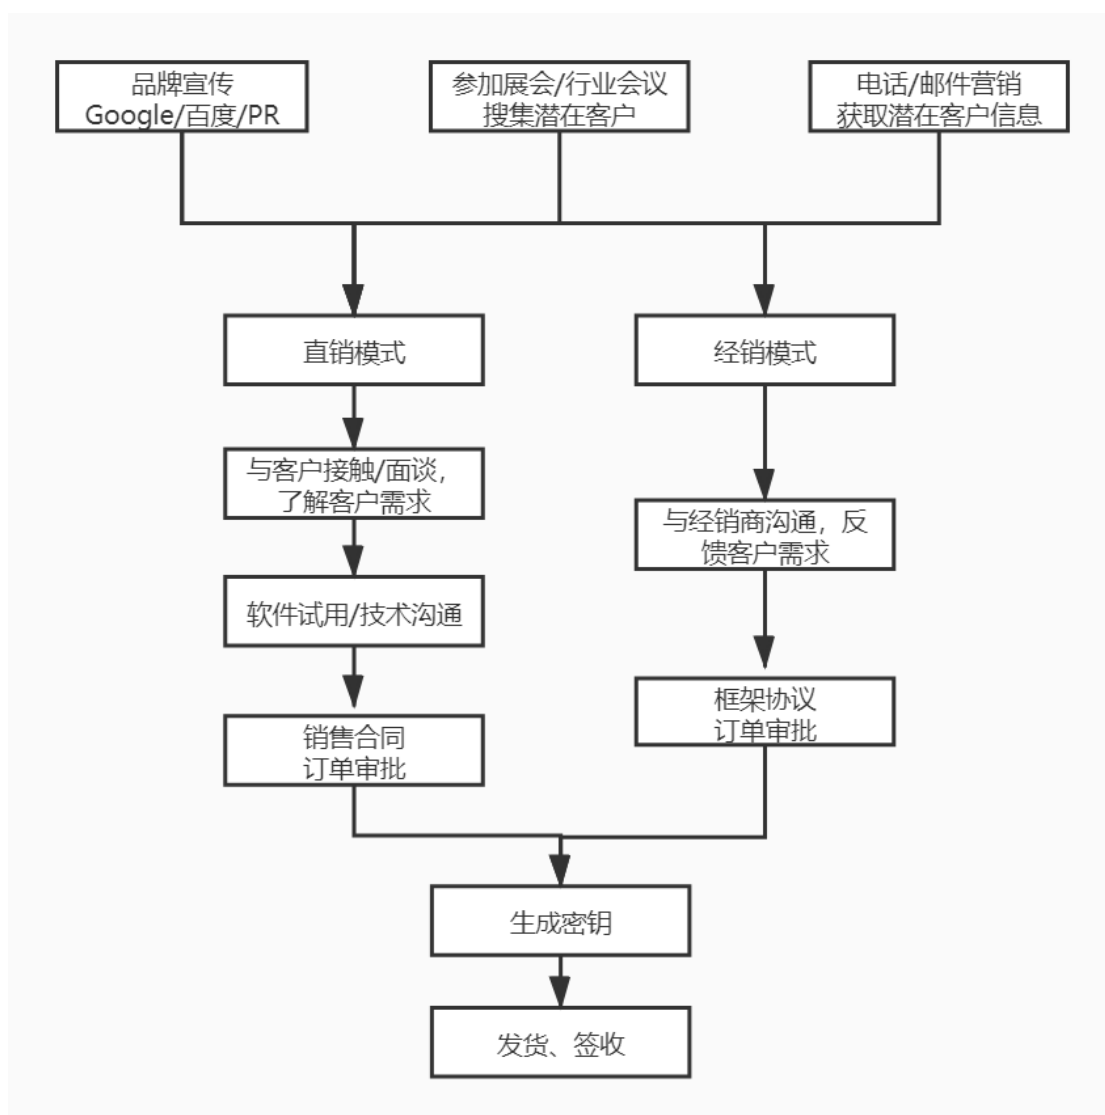 品牌宣传
Google/百度/PR
参加展会/行业会议
搜集潜在客户
电话/邮件营销
获取潜在客户信息
直销模式
经销模式
与客户接触/面谈，
了解客户需求
与经销商沟通，反
馈客户需求
软件试用/技术沟通
框架协议
订单审批
销售合同
订单审批
生成密钥
发货、签收